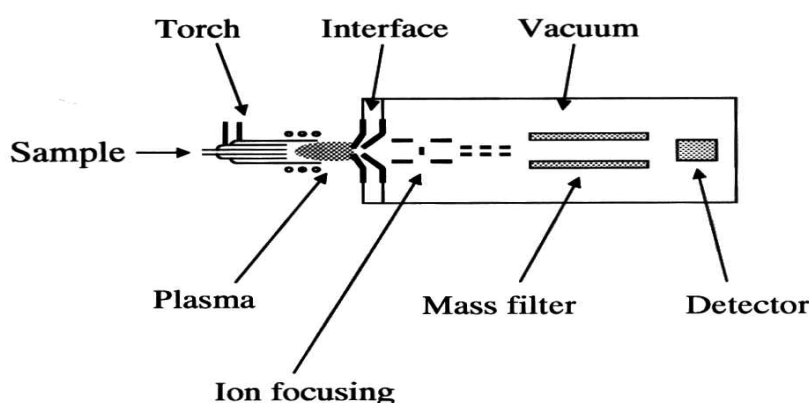 Torch
Interface
Vacuum
Sample
Plasma
Mass filter
Detector
Ion focusing